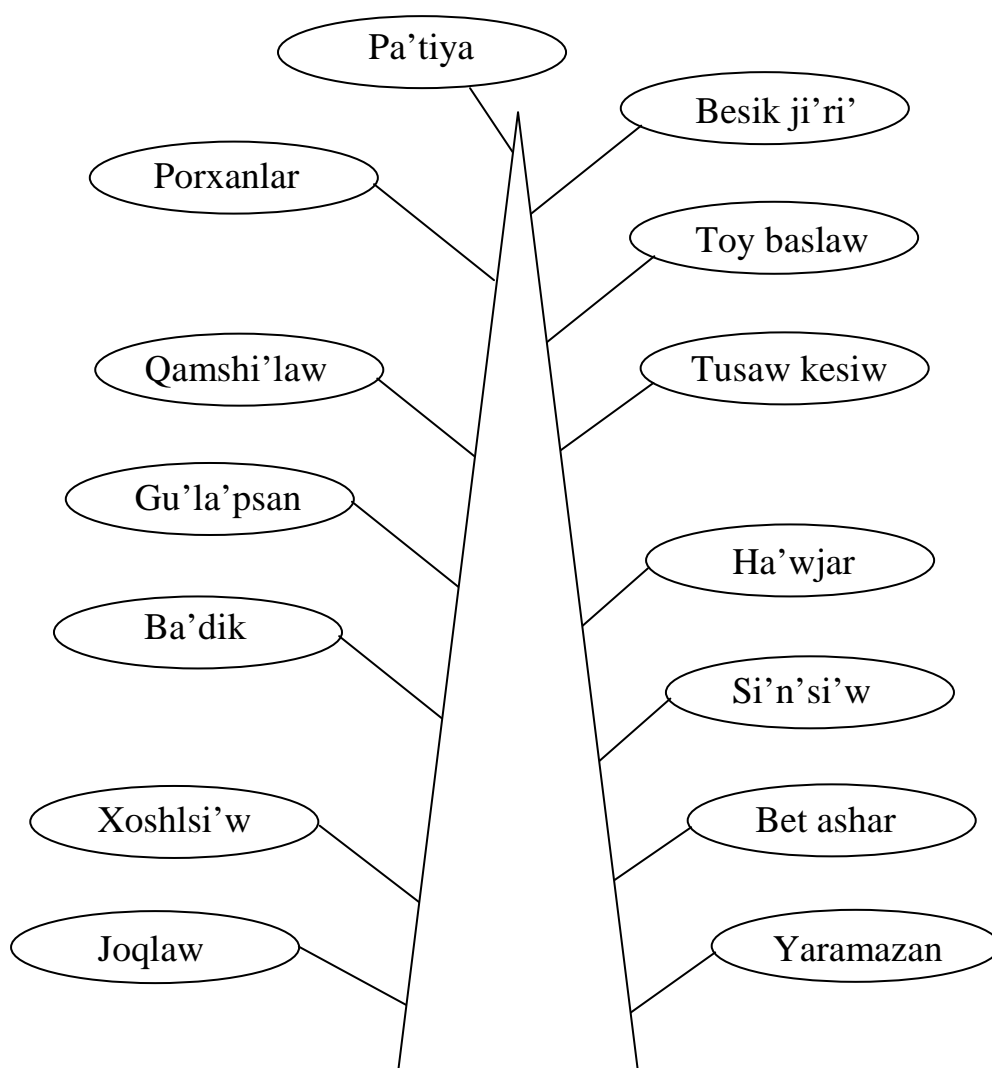 Pa’tiya
Besik ji’ri’
Porxanlar
Toy baslaw
Qamshi’law
Tusaw kesiw
Gu’la’psan
Ha’wjar
Ba’dik
Si’n’si’w
Xoshlsi’w
Bet ashar
Joqlaw
Yaramazan